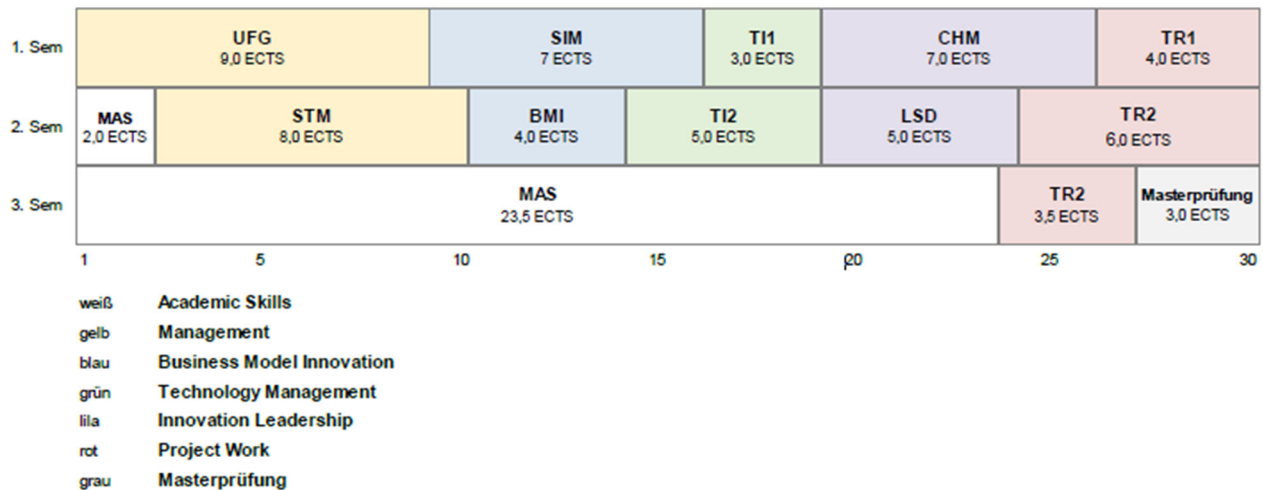 1. Sem
UFG
9,0 ECTS
SIM
7 ECTS
TI1
3,0 ECTS
CHM
7,0 ECTS
TR1
4,0 ECTS
2. Sem
MAS
2,0 ECTS
STM
8,0 ECTS
BMI
4,0 ECTS
TI2
5,0 ECTS
LSD
5,0 ECTS
TR2
6,0 ECTS
3. Sem
MAS
23,5 ECTS
TR2
3,5 ECTS
Masterprüfung
3,0 ECTS
1 5 10 15 20 25 30
weiß Academic Skills
gelb Management
blau Business Model Innovation
grün Technology Management
lila Innovation Leadership
rot Project Work
grau Masterprüfung